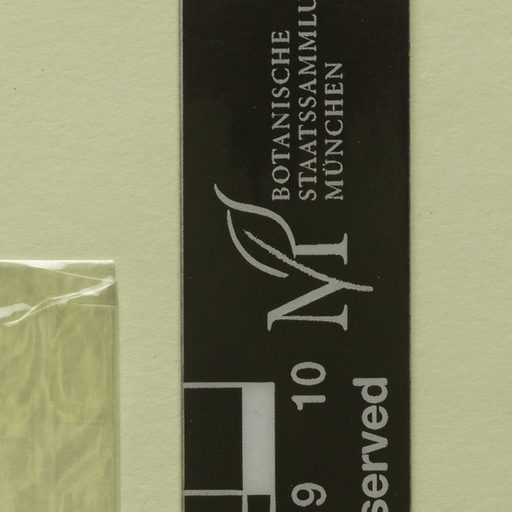 BOTANISCHE
STAATSSAMMLU
MÜNCHEN
M
9 10
served